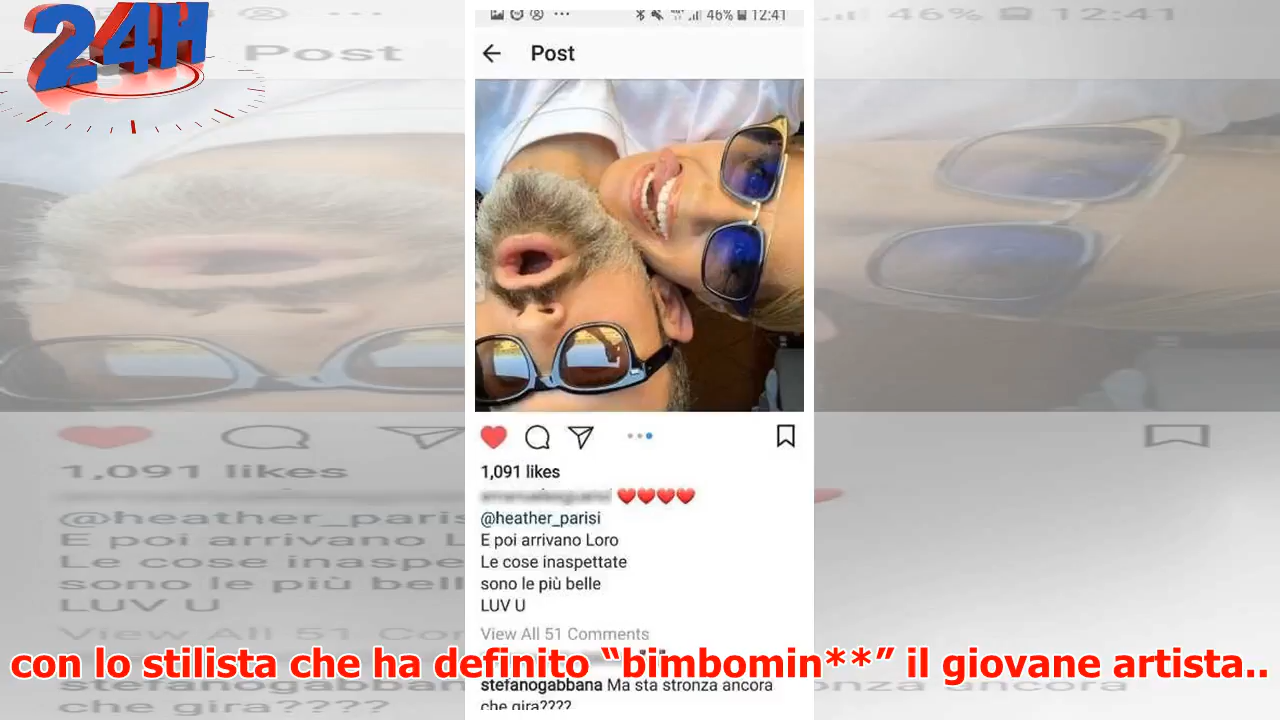 24H
46% 12:41
Post
1,091 likes
@heather_parisi
E poi arrivano Loro
Le cose inaspettate
sono le più belle
LUV U
View All 51 Comments
con lo stilista che ha definito “bimbomin**” il giovane artista..
stefanogabbana Ma sta stronza ancora
che gira????